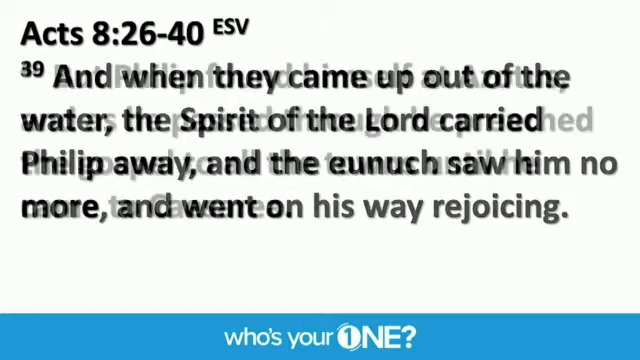 Acts 8:26-40 ESV
39 And when they came up out of the
water, the Spirit of the Lord carried
Philip away, and the eunuch saw him no
more, and went on his way rejoicing.
who's your ONE?